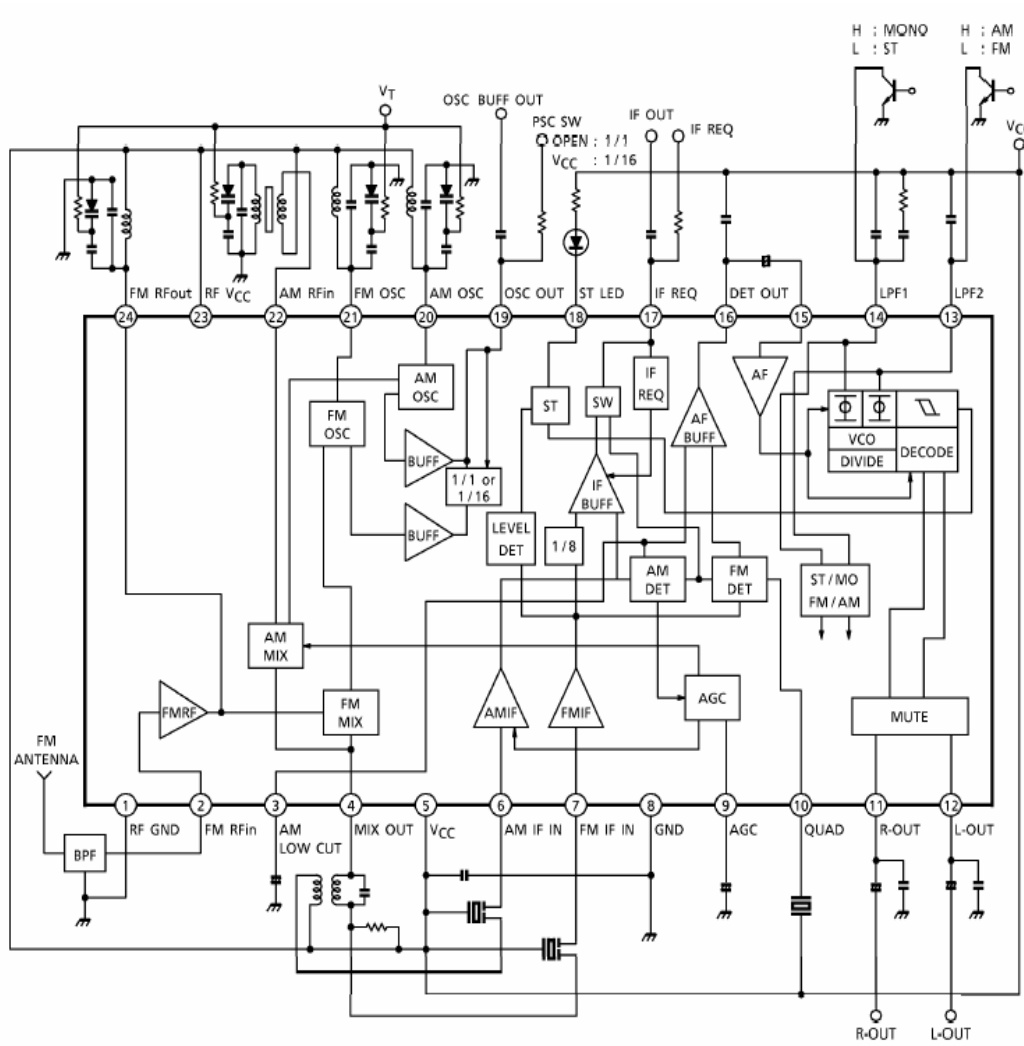 H : MONO
L : ST
H : AM
L : FM
VT
OSC BUFF OUT
PSC SW
OPEN : 1/1
VCC : 1/16
IF OUT
IF REQ
VCC
FM RFout
RF VCC
AM RFin
FM OSC
AM OSC
OSC OUT
ST LED
IF REQ
DET OUT
LPF1
LPF2
24
23
22
21
20
19
18
17
16
15
14
13
AM
OSC
FM
OSC
BUFF
1/1 or
1/16
BUFF
ST
SW
IF
REQ
AF
BUFF
AF
VCO
DIVIDE
DECODE
LEVEL
DET
1/8
IF
BUFF
AM
DET
FM
DET
ST/MO
FM/AM
AM
MIX
FMRF
FM
MIX
AMIF
FMIF
AGC
MUTE
FM
ANTENNA
1
2
3
4
5
6
7
8
9
10
11
12
RF GND
FM RFin
AM
LOW CUT
MIX OUT
VCC
AM IF IN
FM IF IN
GND
AGC
QUAD
R-OUT
L-OUT
BPF
R-OUT
L-OUT